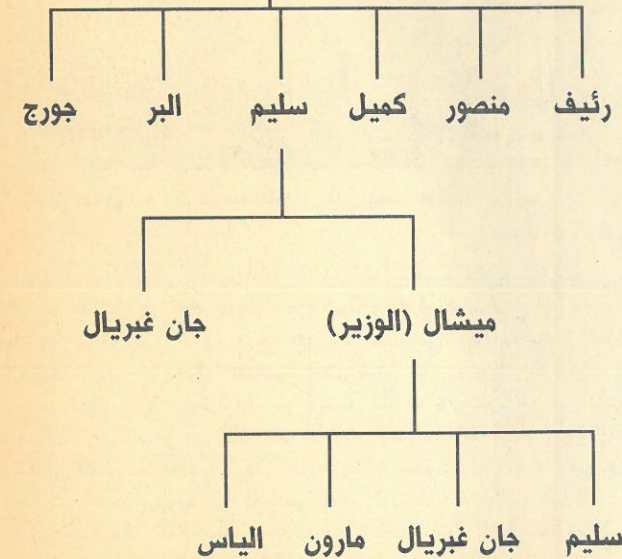 رئيف منصور كميل سليم البر جورج
ميشال (الوزير) جان غبريال
سليم جان غبريال مارون الياس